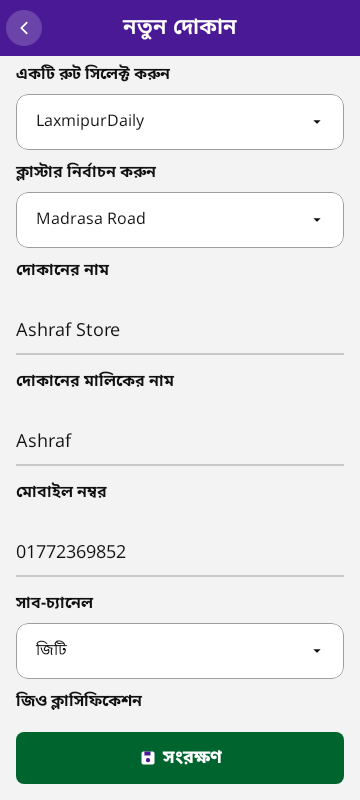 নতুন দোকান
একটি রুট সিলেক্ট করুন
LaxmipurDaily
ক্লাস্টার নির্বাচন করুন
Madrasa Road
দোকানের নাম
Ashraf Store
দোকানের মালিকের নাম
Ashraf
মোবাইল নম্বর
01772369852
সাব-চ্যানেল
জিটি
জিও ক্লাসিফিকেশন
সংরক্ষণ